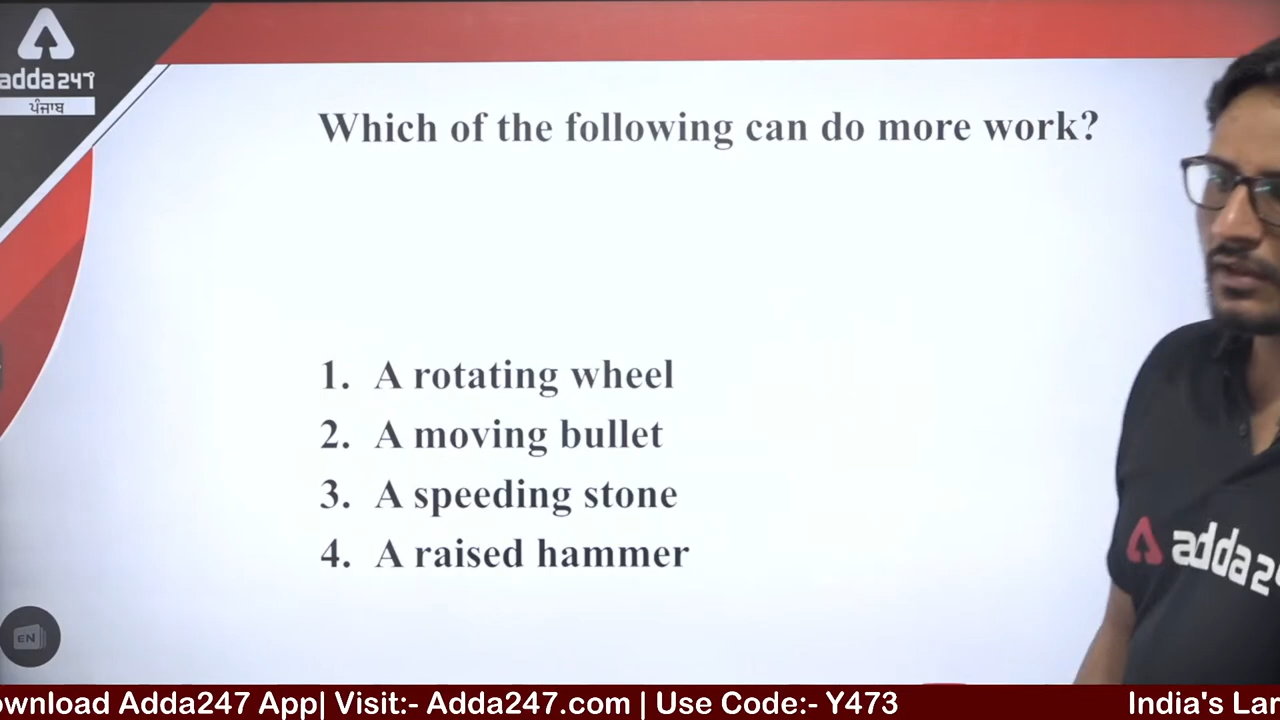 adda247
ਪੰਜਾਬ
Which of the following can do more work?
1. A rotating wheel
2. A moving bullet
3. A speeding stone
4. A raised hammer
adda2
EN
ownload Adda247 App| Visit:- Adda247.com | Use Code:- Y473 India's Lar